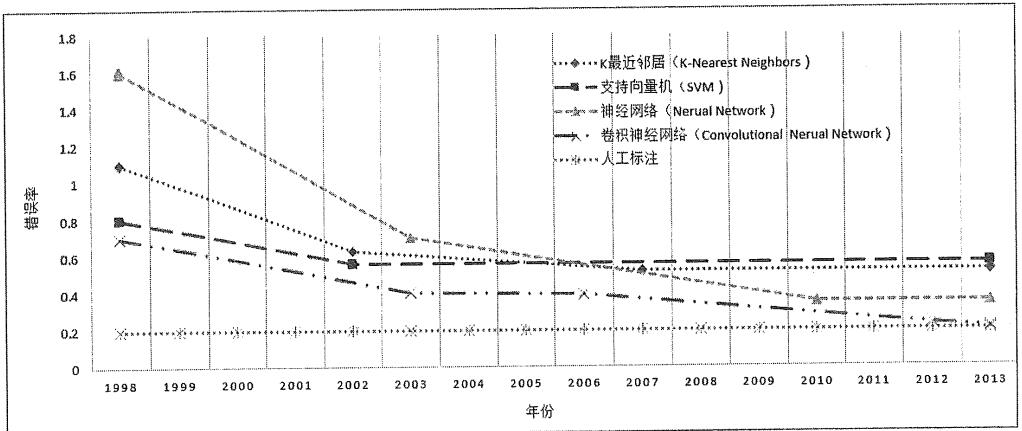 1.8
1.6
1.4
1.2
1
0.8
0.6
0.4
0.2
0
错误率
K最近邻居（K-Nearest Neighbors）
支持向量机（SVM）
神经网络（Nerual Network）
卷积神经网络（Convolutional Nerual Network）
人工标注
1998 1999 2000 2001 2002 2003 2004 2005 2006 2007 2008 2009 2010 2011 2012 2013
年份